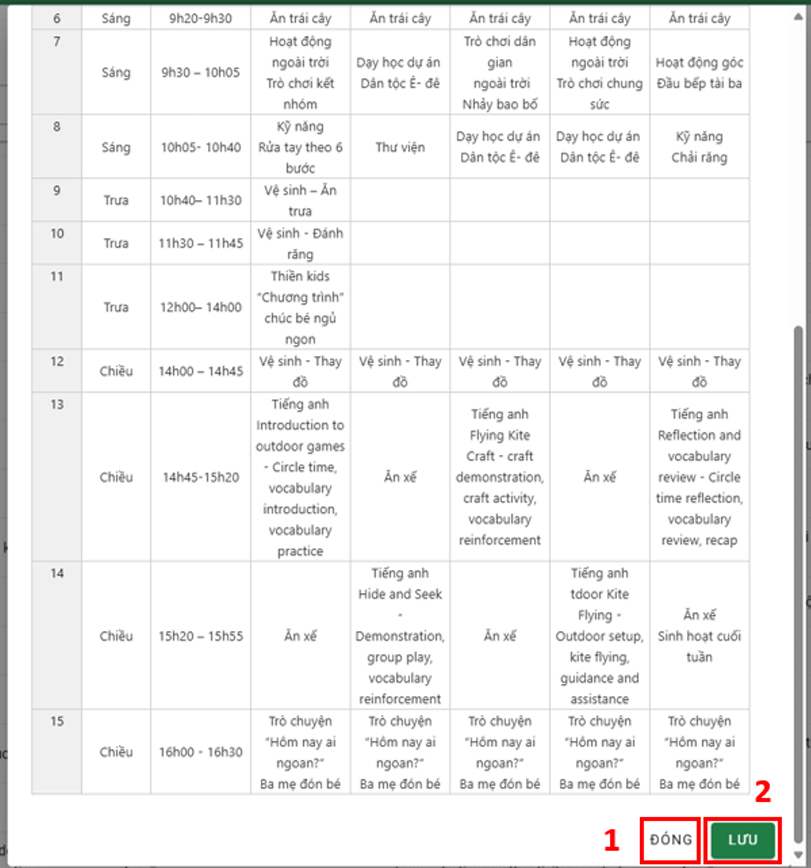 6 Sáng 9h20-9h30 Ăn trái cây Ăn trái cây Ăn trái cây Ăn trái cây Ăn trái cây
7
Sáng
9h30 – 10h05
Hoạt động
ngoài trời
Trò chơi kết
nhóm
Dạy học dự án
Dân tộc Ê- đê
Trò chơi dân
gian
ngoài trời
Nhảy bao bố
Hoạt động
ngoài trời
Trò chơi chung
sức
Hoạt động góc
Đầu bếp tài ba
8
Sáng
10h05- 10h40
Kỹ năng
Rửa tay theo 6
bước
Thư viện
Dạy học dự án
Dân tộc Ê- đê
Dạy học dự án
Dân tộc Ê- đê
Kỹ năng
Chải răng
9
Trưa
10h40– 11h30
Vệ sinh – Ăn
trưa
10
Trưa
11h30 – 11h45
Vệ sinh - Đánh
răng
11
Trưa
12h00– 14h00
Thiền kids
“Chương trình”
chúc bé ngủ
ngon
12
Chiều
14h00 – 14h45
Vệ sinh - Thay
đồ
Vệ sinh - Thay
đồ
Vệ sinh - Thay
đồ
Vệ sinh - Thay
đồ
Vệ sinh - Thay
đồ
13
Chiều
14h45-15h20
Tiếng anh
Introduction to
outdoor games
- Circle time,
vocabulary
introduction,
vocabulary
practice
Ăn xế
Tiếng anh
Flying Kite
Craft - craft
demonstration,
craft activity,
vocabulary
reinforcement
Ăn xế
Tiếng anh
Reflection and
vocabulary
review - Circle
time reflection,
vocabulary
review, recap
14
Chiều
15h20 – 15h55
Ăn xế
Tiếng anh
Hide and Seek
-
Demonstration,
group play,
vocabulary
reinforcement
Ăn xế
Tiếng anh
tdoor Kite
Flying -
Outdoor setup,
kite flying,
guidance and
assistance
Ăn xế
Sinh hoạt cuối
tuần
15
Chiều
16h00 - 16h30
Trò chuyện
“Hôm nay ai
ngoan?”
Ba mẹ đón bé
Trò chuyện
“Hôm nay ai
ngoan?”
Ba mẹ đón bé
Trò chuyện
“Hôm nay ai
ngoan?”
Ba mẹ đón bé
Trò chuyện
“Hôm nay ai
ngoan?”
Ba mẹ đón bé
Trò chuyện
“Hôm nay ai
ngoan?”
Ba mẹ đón bé
2
1 ĐÓNG LƯU